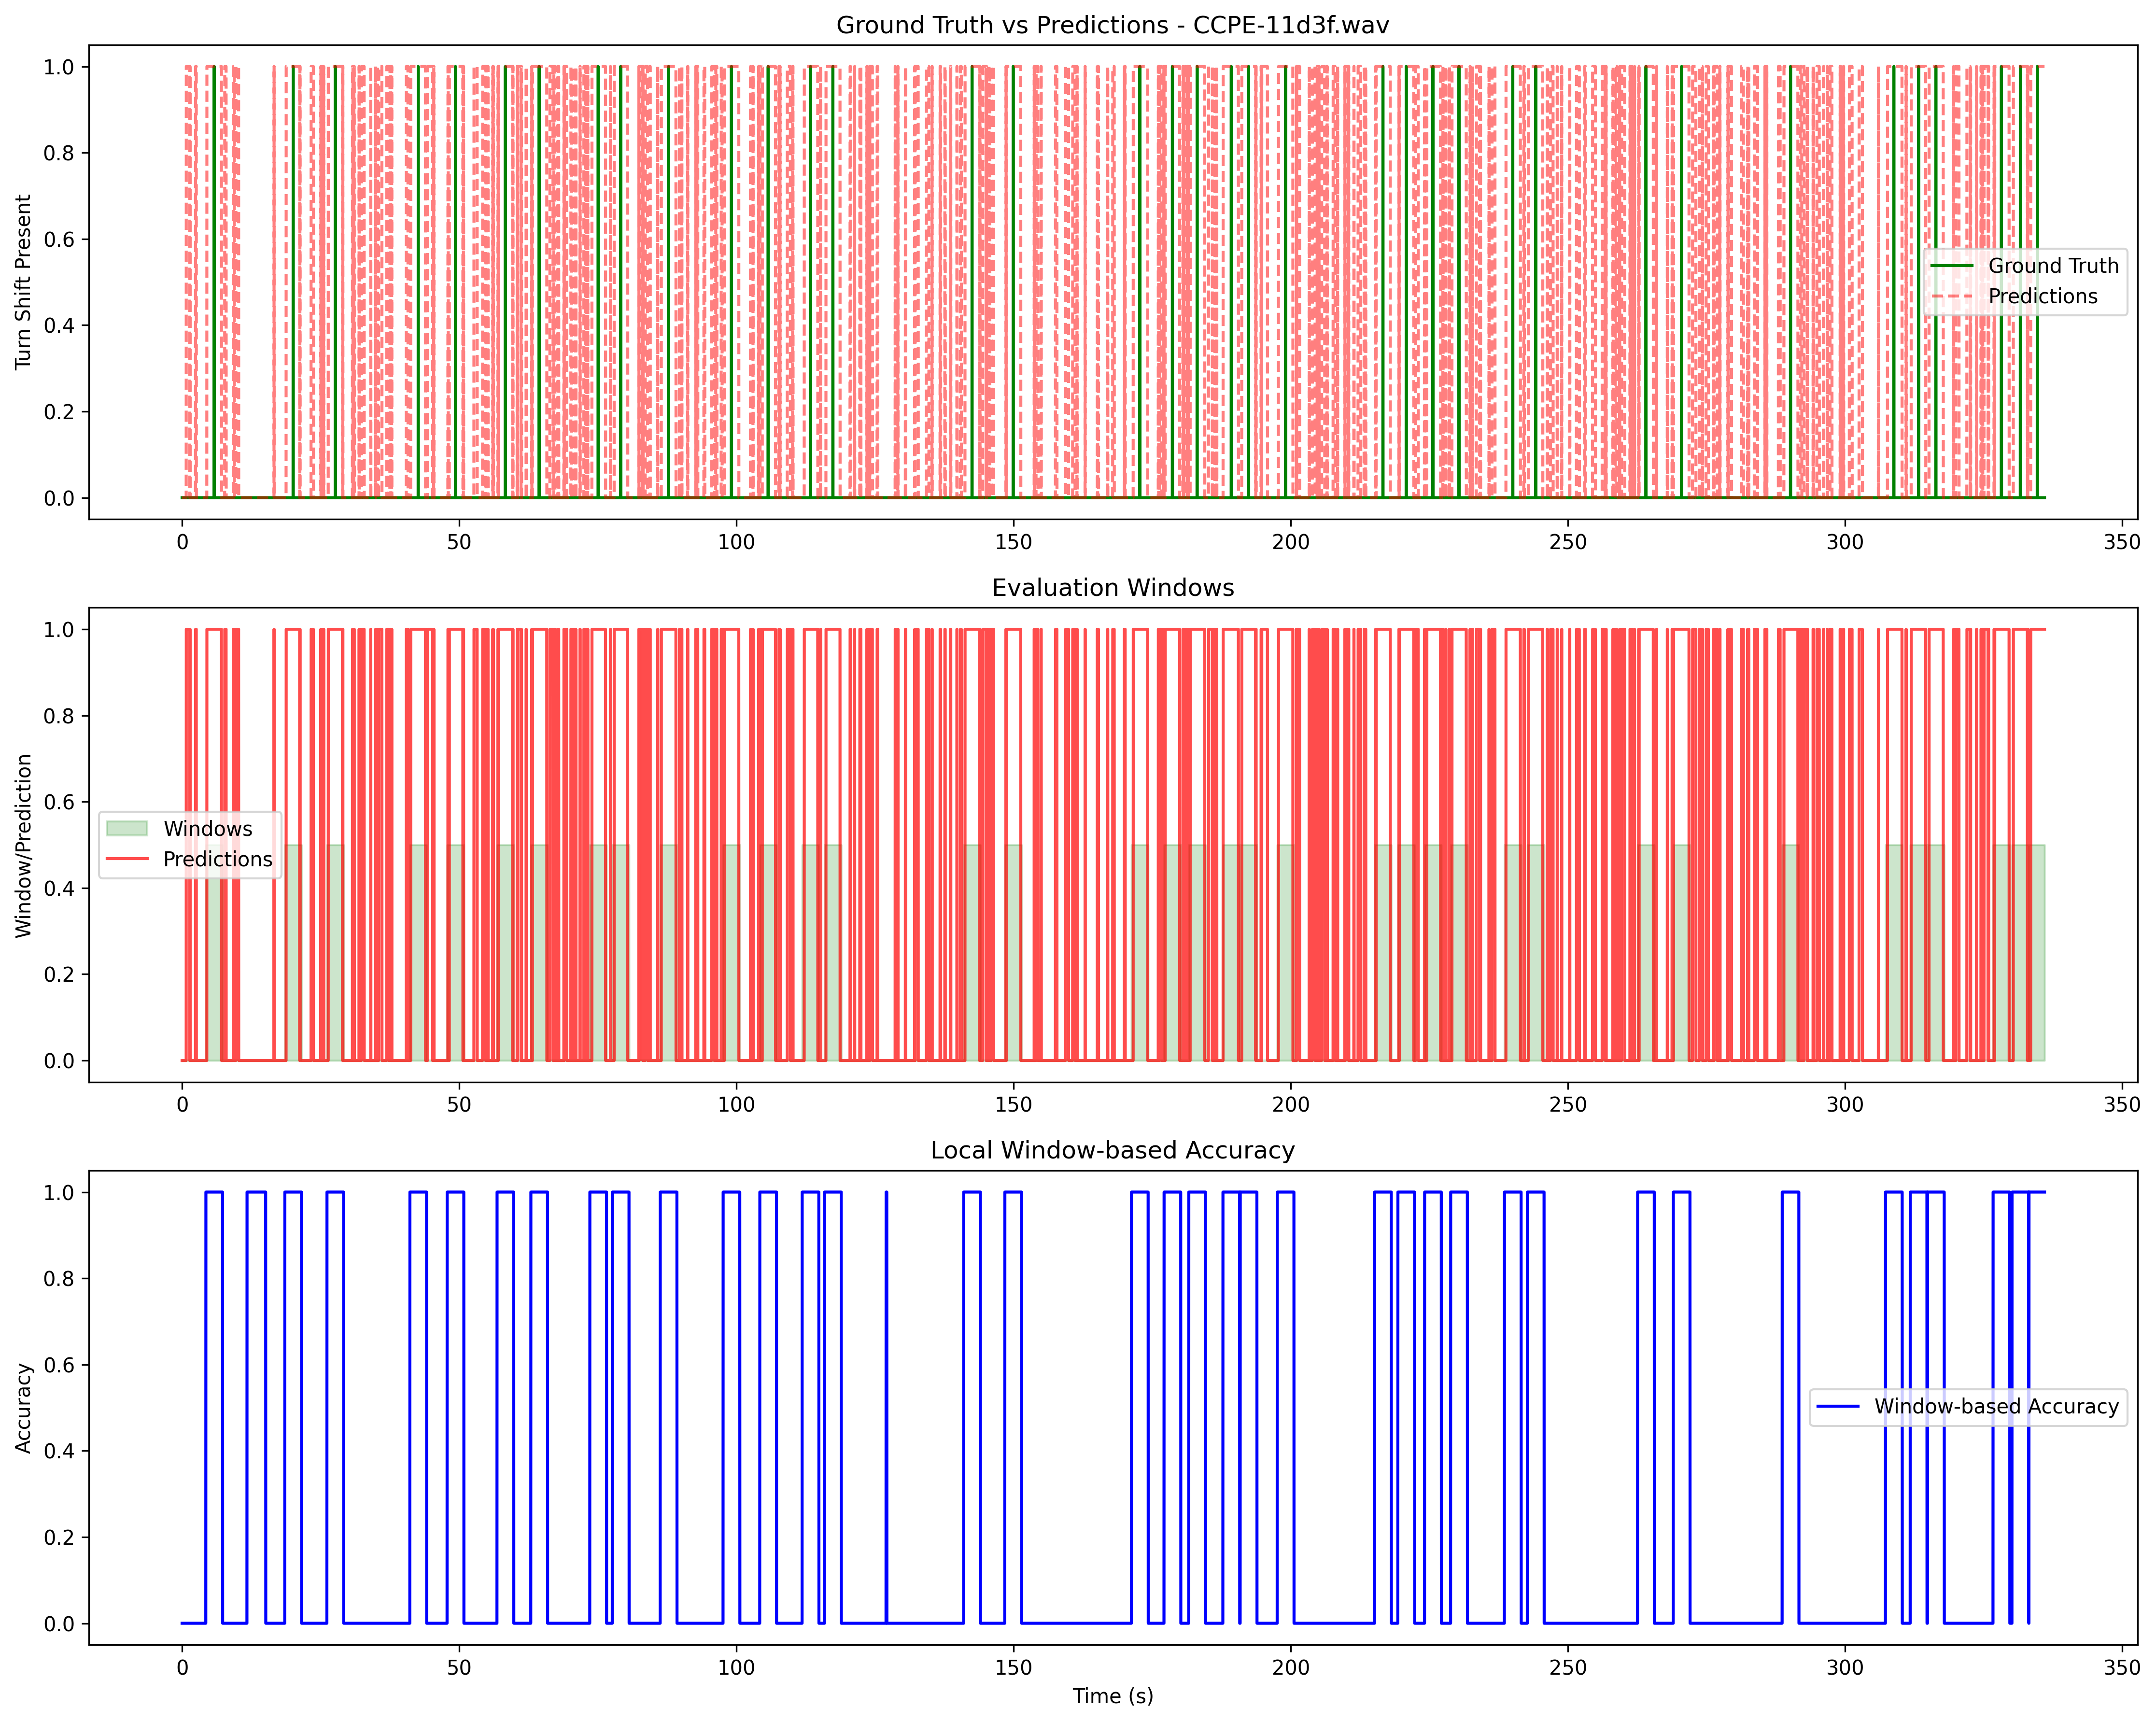 Ground Truth vs Predictions - CCPE-11d3f.wav
Turn Shift Present
1.0
0.8
0.6
0.4
0.2
0.0
Ground Truth
Predictions
0 50 100 150 200 250 300 350
Evaluation Windows
Window/Prediction
1.0
0.8
0.6
0.4
0.2
0.0
Windows
Predictions
0 50 100 150 200 250 300 350
Local Window-based Accuracy
Accuracy
1.0
0.8
0.6
0.4
0.2
0.0
Window-based Accuracy
0 50 100 150 200 250 300 350
Time (s)